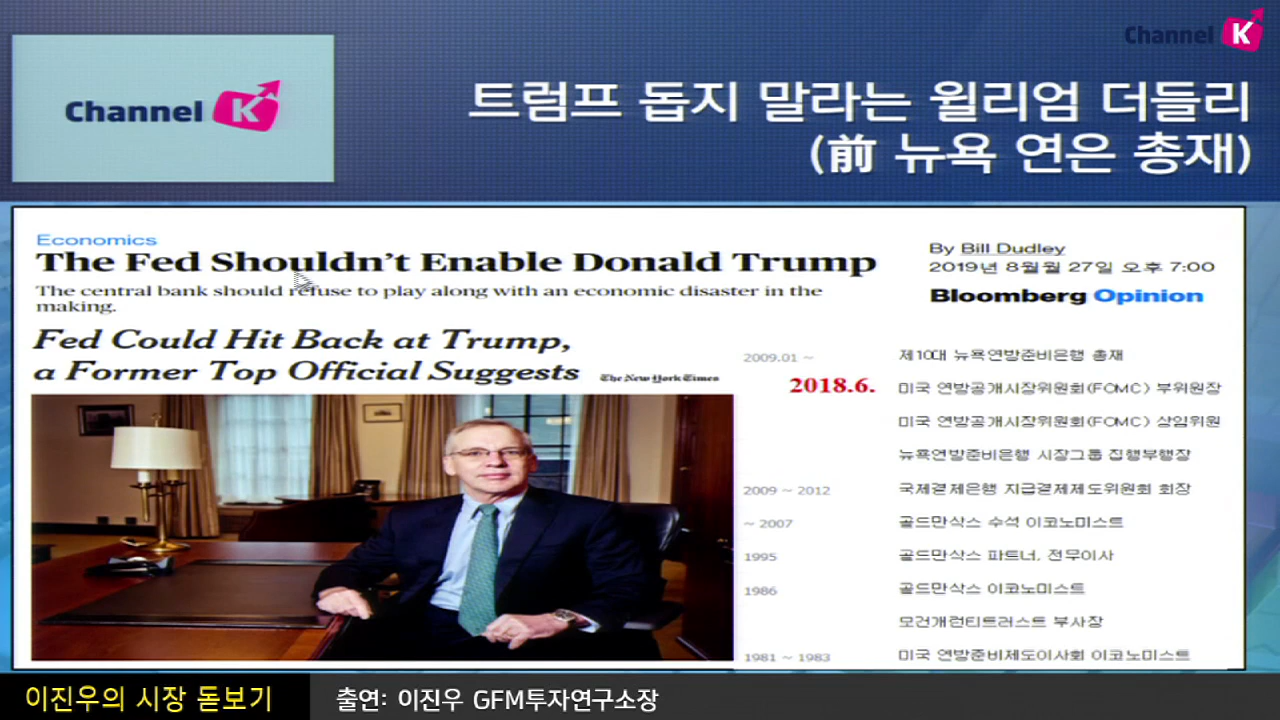 Channel K
Channel K
트럼프 돕지 말라는 윌리엄 더들리
(前 뉴욕 연은 총재)
Economics
The Fed Shouldn't Enable Donald Trump
The central bank should refuse to play along with an economic disaster in the
making.
By Bill Dudley
2019년 8월월 27일 오후 7:00
Bloomberg Opinion
Fed Could Hit Back at Trump,
a Former Top Official Suggests
The New York Times
2009.01 ~ 제10대 뉴욕연방준비은행 총재
2018.6. 미국 연방공개시장위원회(FOMC) 부위원장
미국 연방공개시장위원회(FOMC) 상임위원
뉴욕연방준비은행 시장그룹 집행부행장
2009 ~ 2012 국제결제은행 지급결제제도위원회 회장
~ 2007 골드만삭스 수석 이코노미스트
1995 골드만삭스 파트너, 전무이사
1986 골드만삭스 이코노미스트
모건개런티트러스트 부사장
1981 ~ 1983 미국 연방준비제도이사회 이코노미스트
이진우의 시장 돋보기
출연: 이진우 GFM투자연구소장